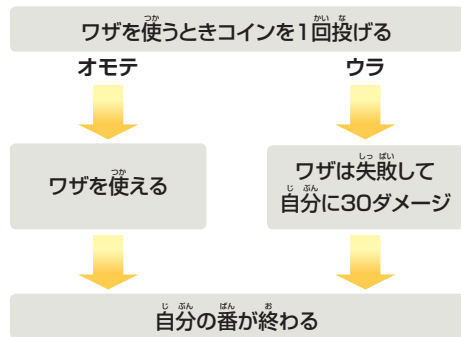 ワザを使うときコインを1回投げる
オモテ
ウラ
ワザを使える
ワザは失敗して
自分に30ダメージ
自分の番が終わる